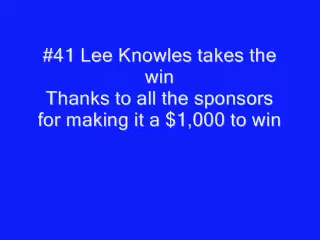 #41 Lee Knowles takes the
win
Thanks to all the sponsors
for making it a $1,000 to win